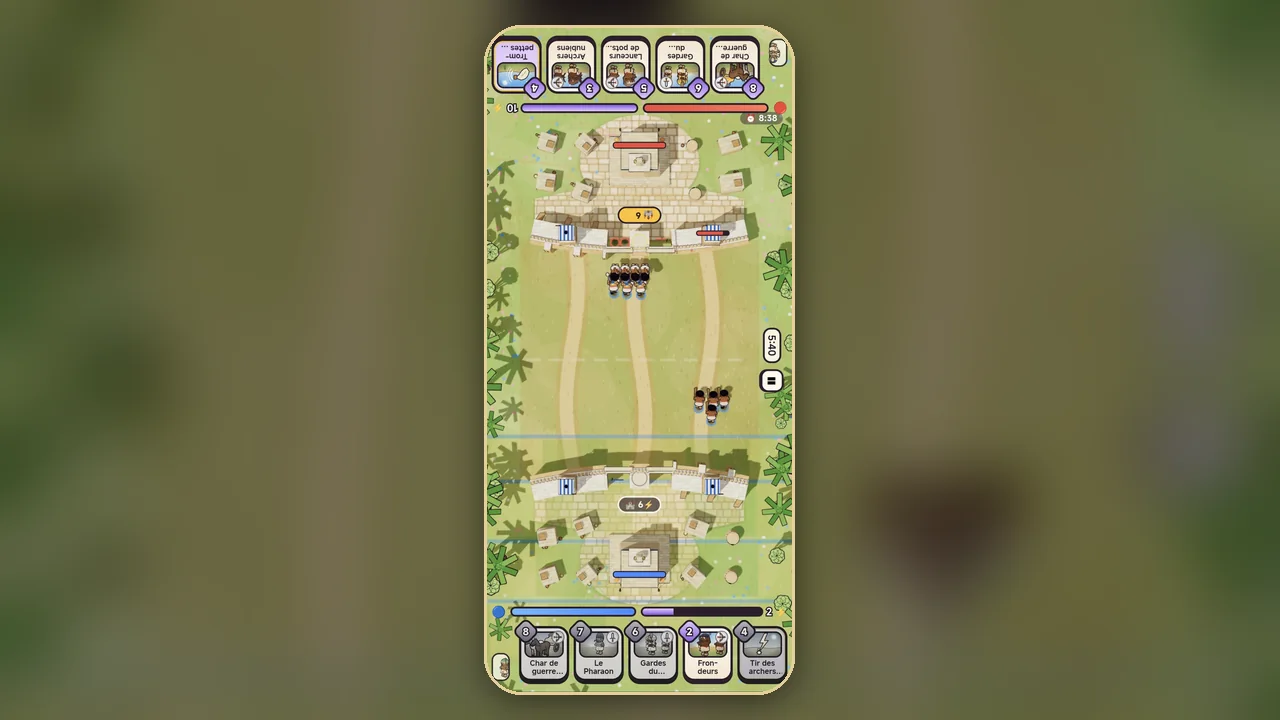 Trom-
pettes ...
Archers
nubiens
Lanceurs
de pots...
Gardes
du...
Char de
guerre...
4
3
5
6
8
10
8:38
9
5:40
6
2
8
7
6
2
4
Char de
guerre...
Le
Pharaon
Gardes
du...
Fron-
deurs
Tir des
archers...